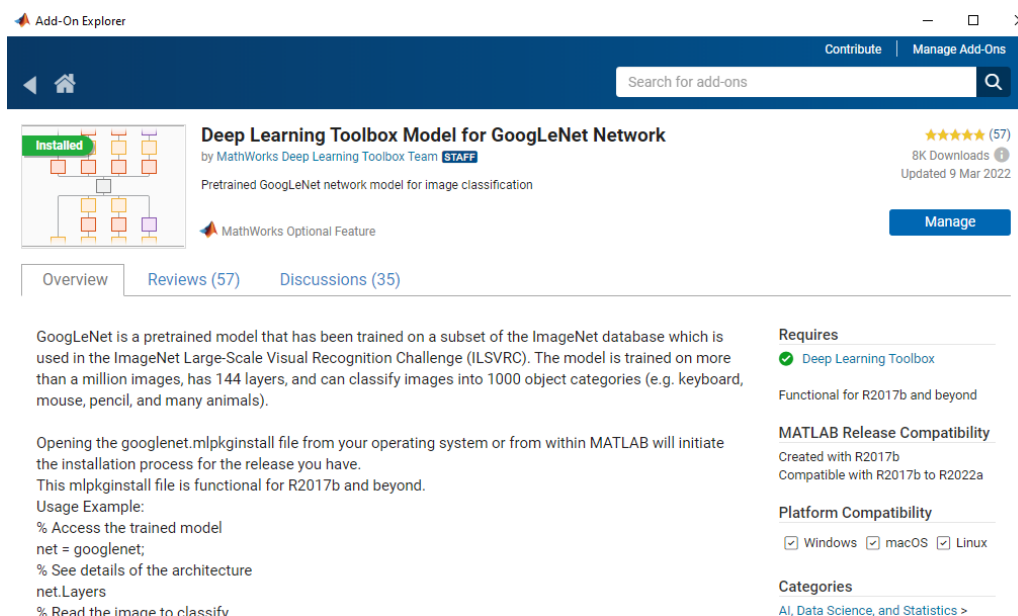 Add-On Explorer
Contribute
Manage Add-Ons
Search for add-ons
Installed
Deep Learning Toolbox Model for GoogLeNet Network
by MathWorks Deep Learning Toolbox Team STAFF
Pretrained GoogLeNet network model for image classification
MathWorks Optional Feature
(57)
8K Downloads
Updated 9 Mar 2022
Manage
Overview
Reviews (57)
Discussions (35)
GoogLeNet is a pretrained model that has been trained on a subset of the ImageNet database which is
used in the ImageNet Large-Scale Visual Recognition Challenge (ILSVRC). The model is trained on more
than a million images, has 144 layers, and can classify images into 1000 object categories (e.g. keyboard,
mouse, pencil, and many animals).
Opening the googlenet.mlpkginstall file from your operating system or from within MATLAB will initiate
the installation process for the release you have.
This mlpkginstall file is functional for R2017b and beyond.
Usage Example:
% Access the trained model
net = googlenet;
% See details of the architecture
net.Layers
% Read the image to classify
Requires
Deep Learning Toolbox
Functional for R2017b and beyond
MATLAB Release Compatibility
Created with R2017b
Compatible with R2017b to R2022a
Platform Compatibility
Windows
macOS
Linux
Categories
AI, Data Science, and Statistics >